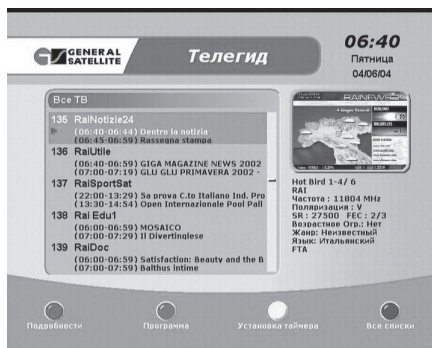 GENERAL
SATELLITE
Телегид
06:40
Пятница
04/06/04
Все ТВ
135 RaiNotizie24
(06:40-06:44) Dentro la notizia
(06:45-06:59) Rassegna stampa
136 RaiUtile
(06:40-06:59) GIGA MAGAZINE NEWS 2002
(07:00-07:19) GLU GLU PRIMAVERA 2002 -
137 RaiSportSat
(22:00-13:29) 5a prova C.to Italiano Ind. Pro
(13:30-14:54) Open Internazionale Pool Pall
138 Rai Edu1
(06:00-06:59) MOSAICO
(07:00-07:29) Il Divertinglese
139 RaiDoc
(06:00-06:59) Satisfaction: Beauty and the B
(07:00-07:59) Balthus intime
RAINEWS
Hot Bird 1-4/ 6
RAI
Частота : 11804 MHz
Поляризация : V
SR : 27500 FEC : 2/3
Возрастное Огр.: Нет
Жанр: Неизвестный
Язык: Итальянский
FTA
Подробности
Программа
Установка таймера
Все списки